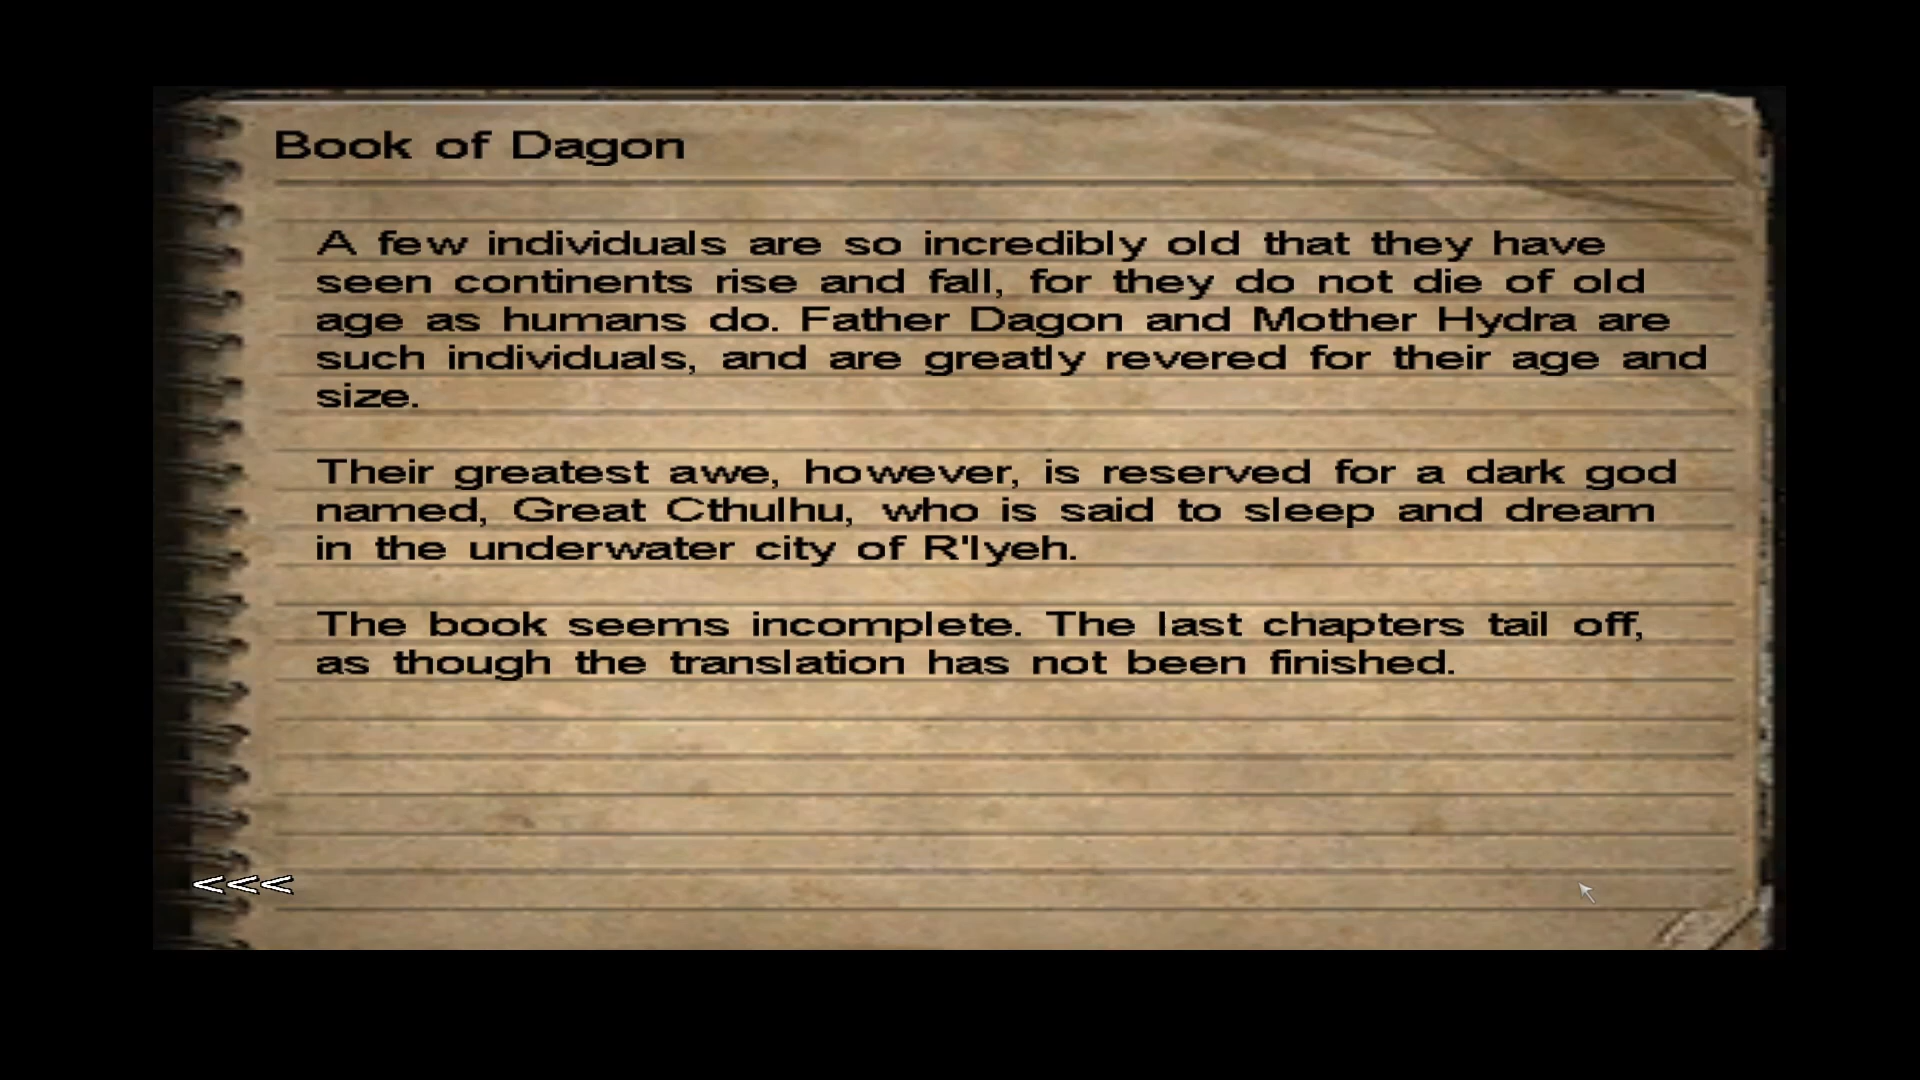 Book of Dagon
A few individuals are so incredibly old that they have
seen continents rise and fall, for they do not die of old
age as humans do. Father Dagon and Mother Hydra are
such individuals, and are greatly revered for their age and
size.
Their greatest awe, however, is reserved for a dark god
named, Great Cthulhu, who is said to sleep and dream
in the underwater city of R'lyeh.
The book seems incomplete. The last chapters tail off,
as though the translation has not been finished.
<<<